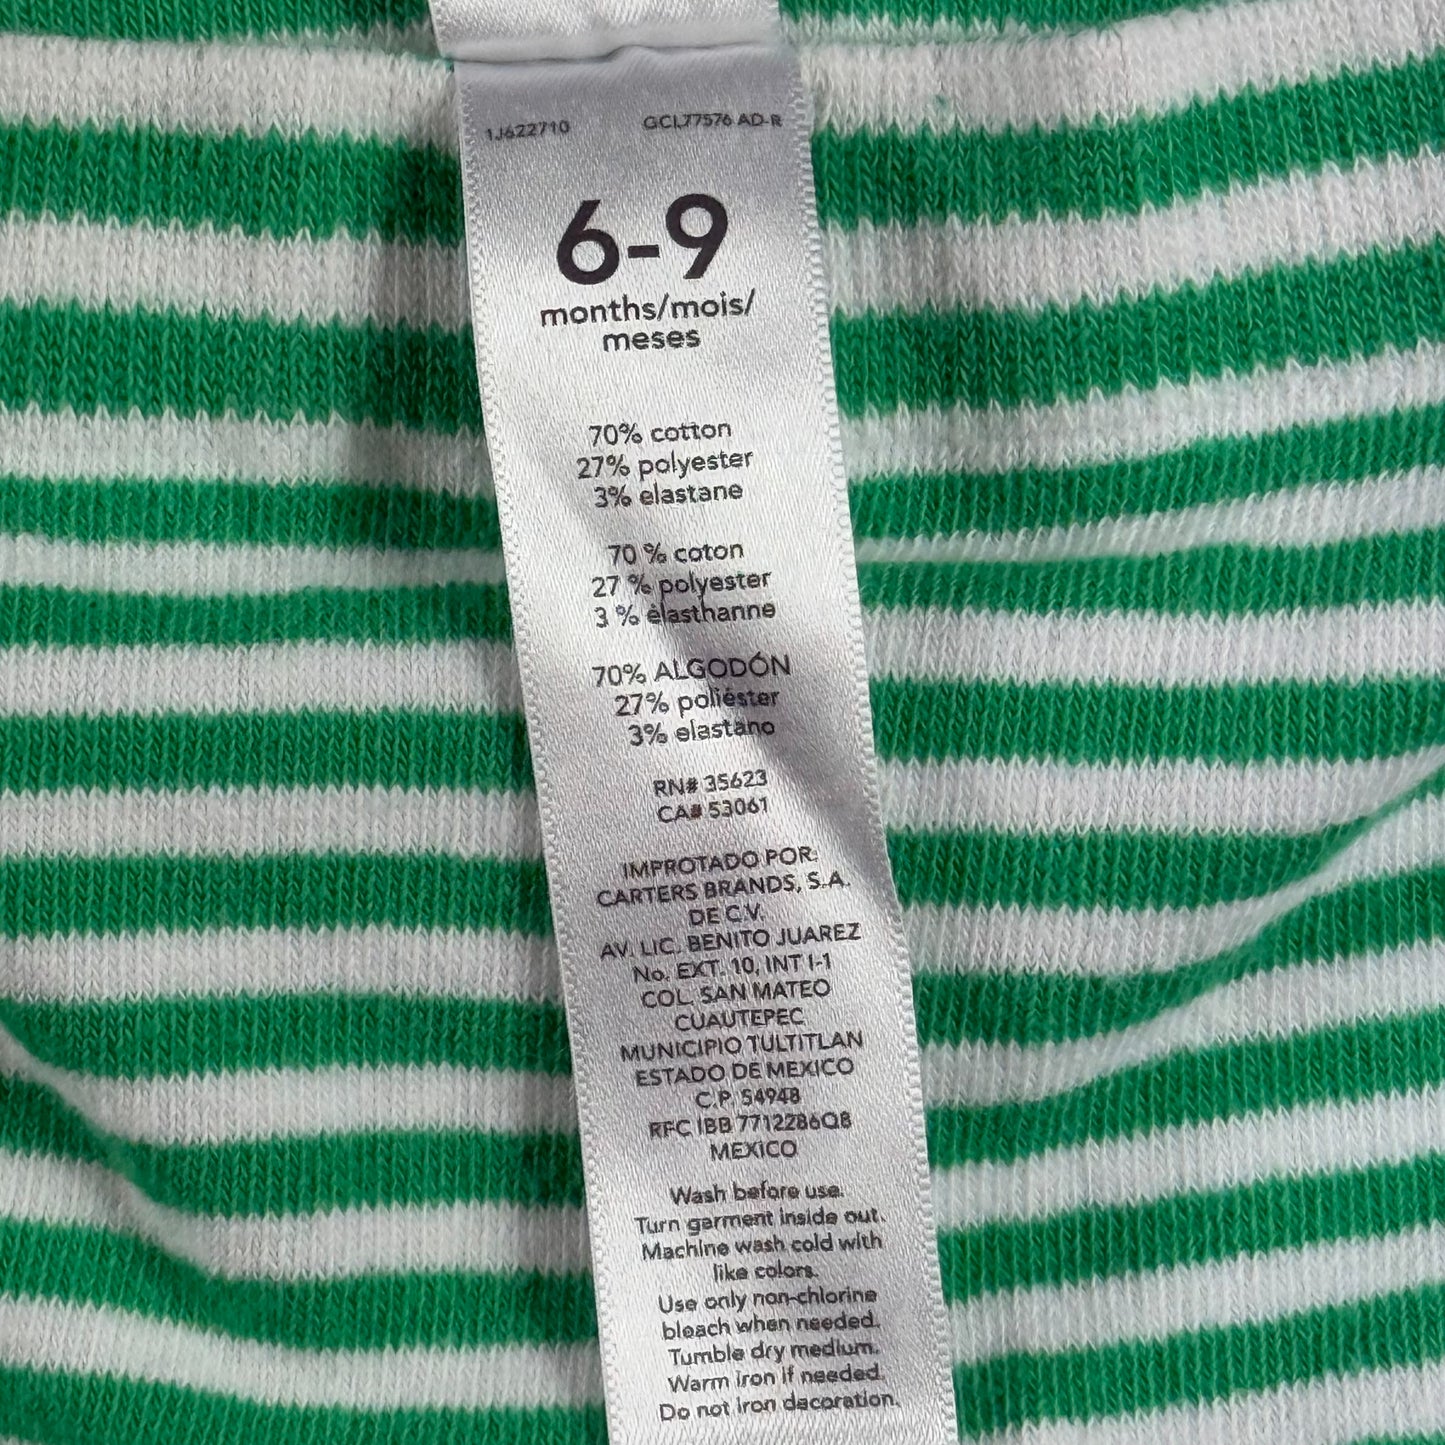 1J622710 GCL77576 AD-R
6-9
months/mois/
meses
70% cotton
27% polyester
3% elastane
70 % coton
27 % polyester
3 % élasthanne
70% ALGODÓN
27% poliéster
3% elastano
RN# 35623
CA# 53061
IMPROTADO POR:
CARTERS BRANDS, S.A.
DE C.V.
AV. LIC. BENITO JUAREZ
No. EXT. 10, INT I-1
COL. SAN MATEO
CUAUTEPEC
MUNICIPIO TULTITLAN
ESTADO DE MEXICO
C.P. 54948
RFC IBB 7712286Q8
MEXICO
Wash before use.
Turn garment inside out.
Machine wash cold with
like colors.
Use only non-chlorine
bleach when needed.
Tumble dry medium.
Warm iron if needed.
Do not iron dacoration.